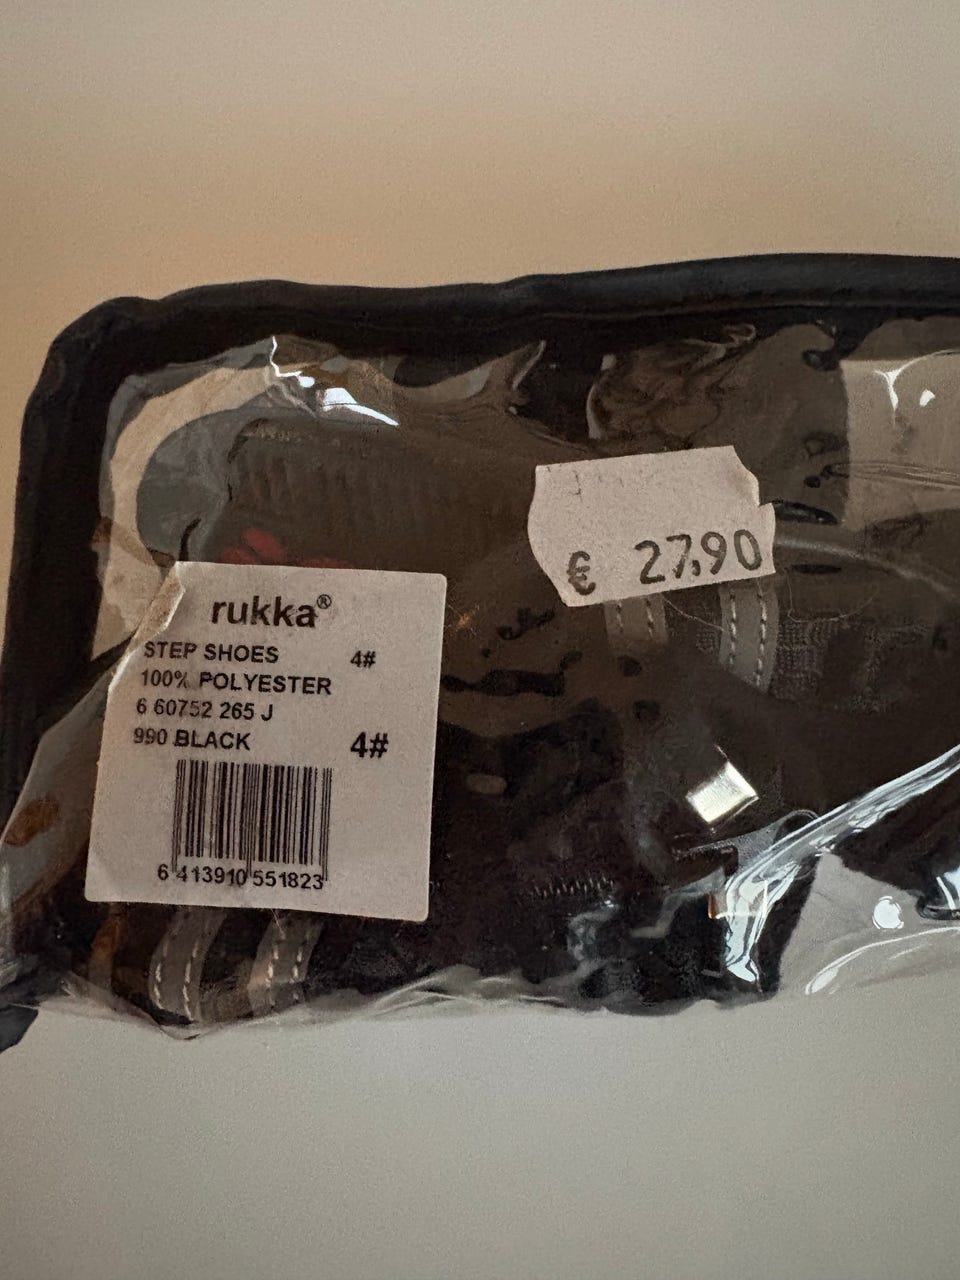 rukka®
STEP SHOES 4#
100% POLYESTER
6 60752 265 J
990 BLACK 4#
6 413910 551823
€ 27,90